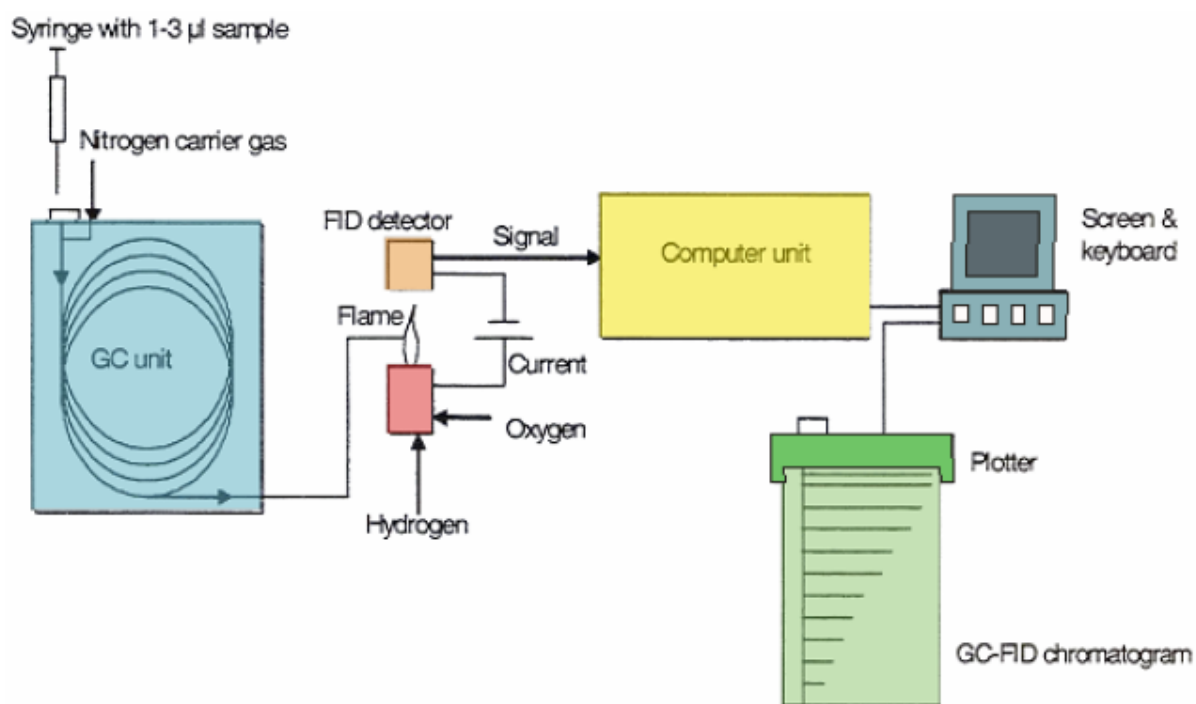 Syringe with 1-3 µl sample
Nitrogen carrier gas
FID detector
Signal
Computer unit
Screen &
keyboard
Flame
GC unit
Current
Oxygen
Hydrogen
Plotter
GC-FID chromatogram